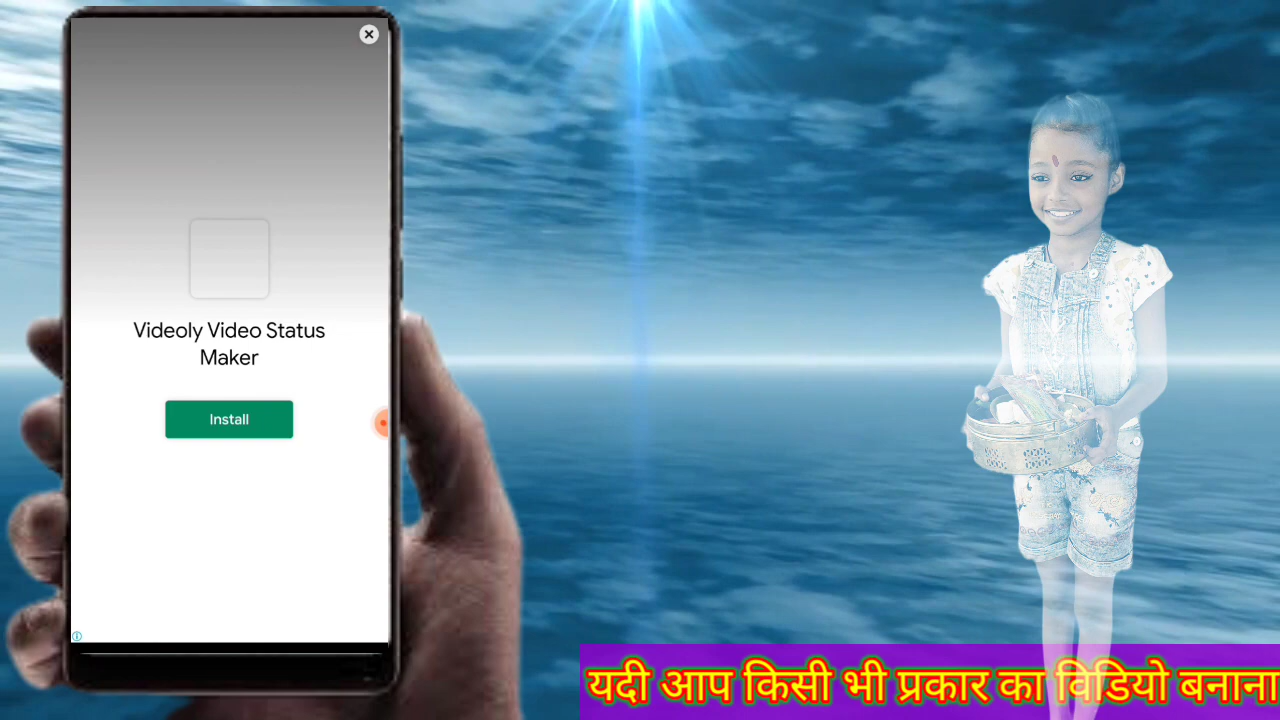 Videoly Video Status
Maker
Install
यदी आप किसी भी प्रकार का विडियो बनाना